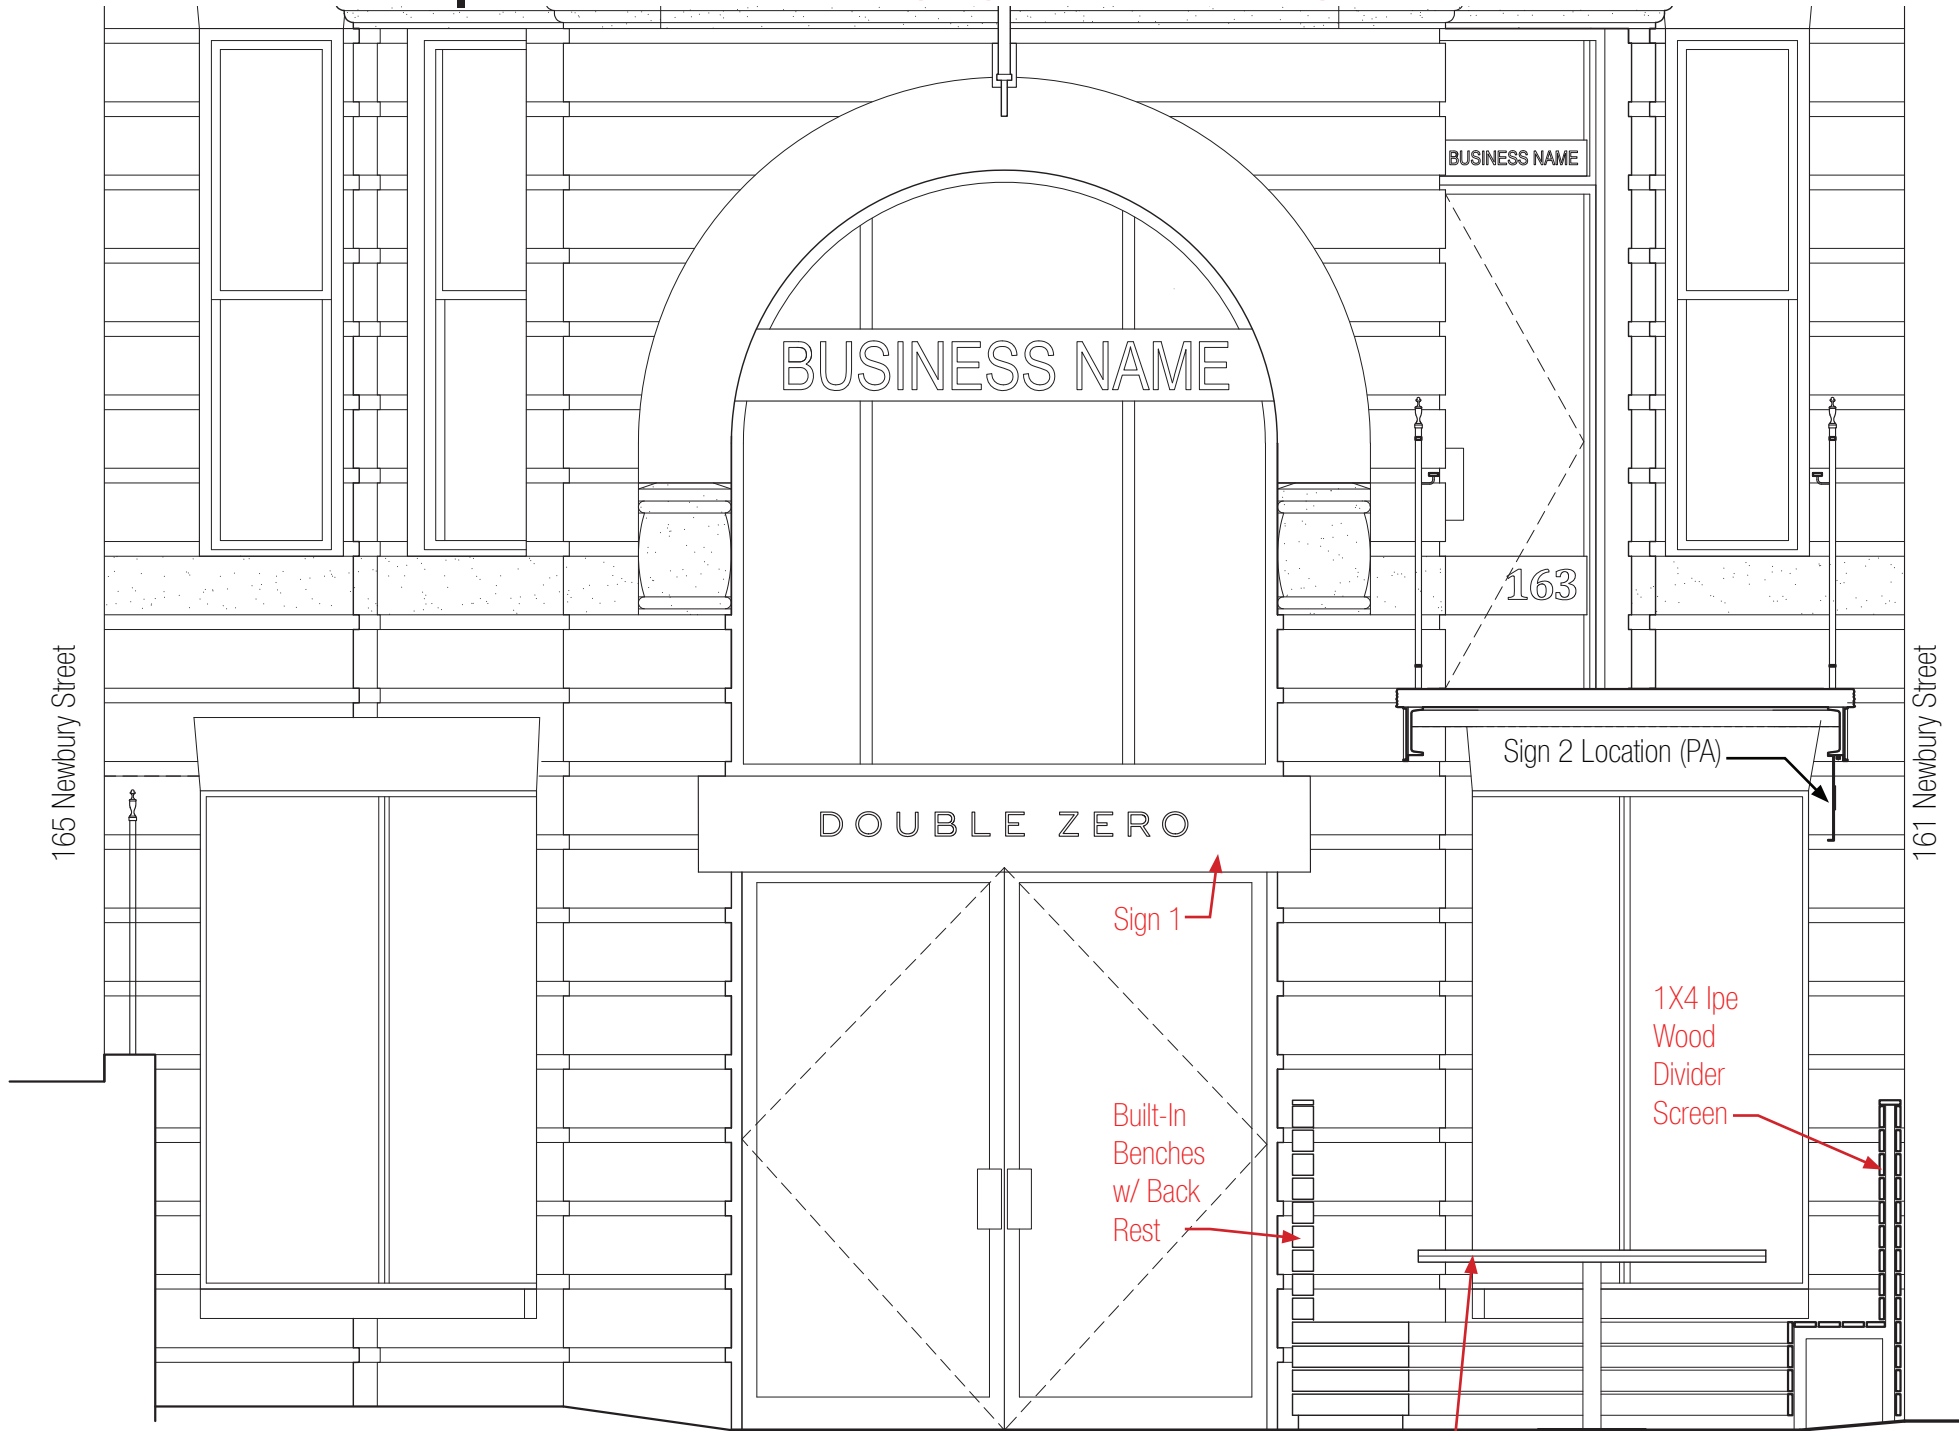 BUSINESS NAME
BUSINESS NAME
163
165 Newbury Street
161 Newbury Street
Sign 2 Location (PA)
DOUBLE ZERO
Sign 1
1X4 Ipe
Wood
Divider
Screen
Built-In
Benches
w/ Back
Rest